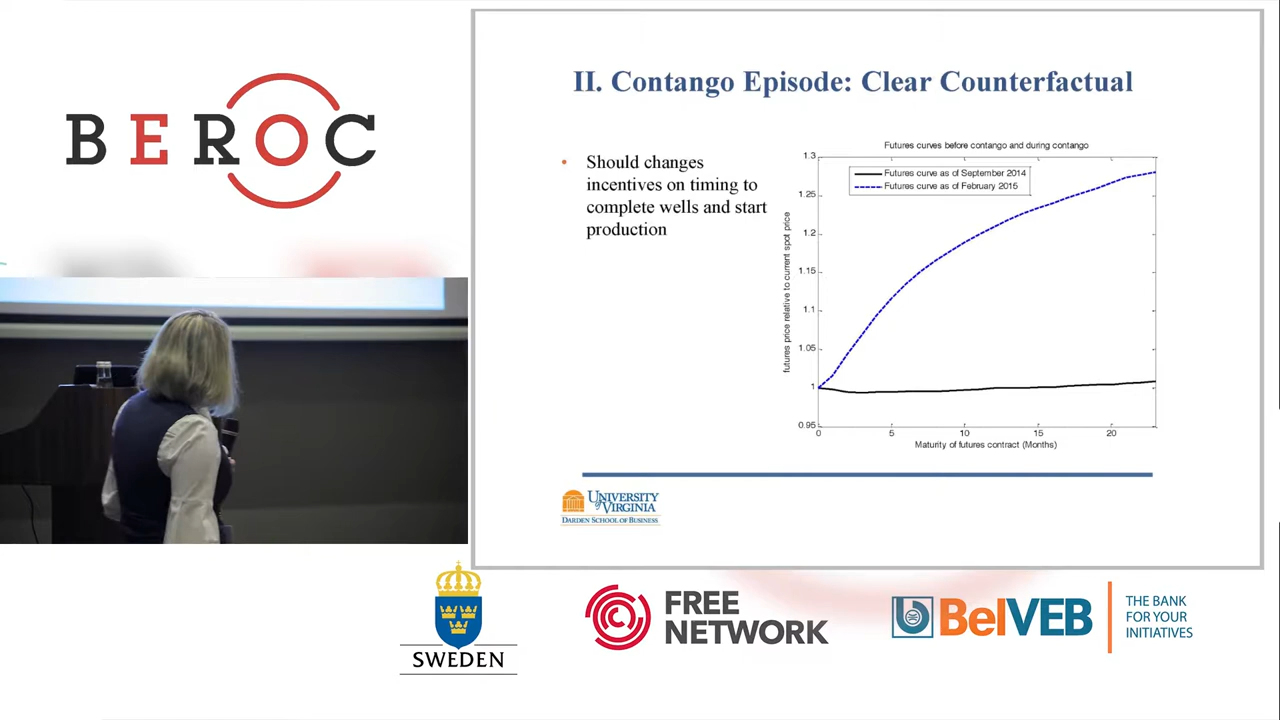 BEROC
II. Contango Episode: Clear Counterfactual
• Should changes
incentives on timing to
complete wells and start
production
Futures curves before contango and during contango
Futures curve as of September 2014
Futures curve as of February 2015
futures price relative to current spot price
1.3
1.25
1.2
1.15
1.1
1.05
1
0.95
0
5
10
15
20
Maturity of futures contract (Months)
UNIVERSITY
of VIRGINIA
DARDEN SCHOOL OF BUSINESS
SWEDEN
FREE
NETWORK
BelVEB
THE BANK
FOR YOUR
INITIATIVES